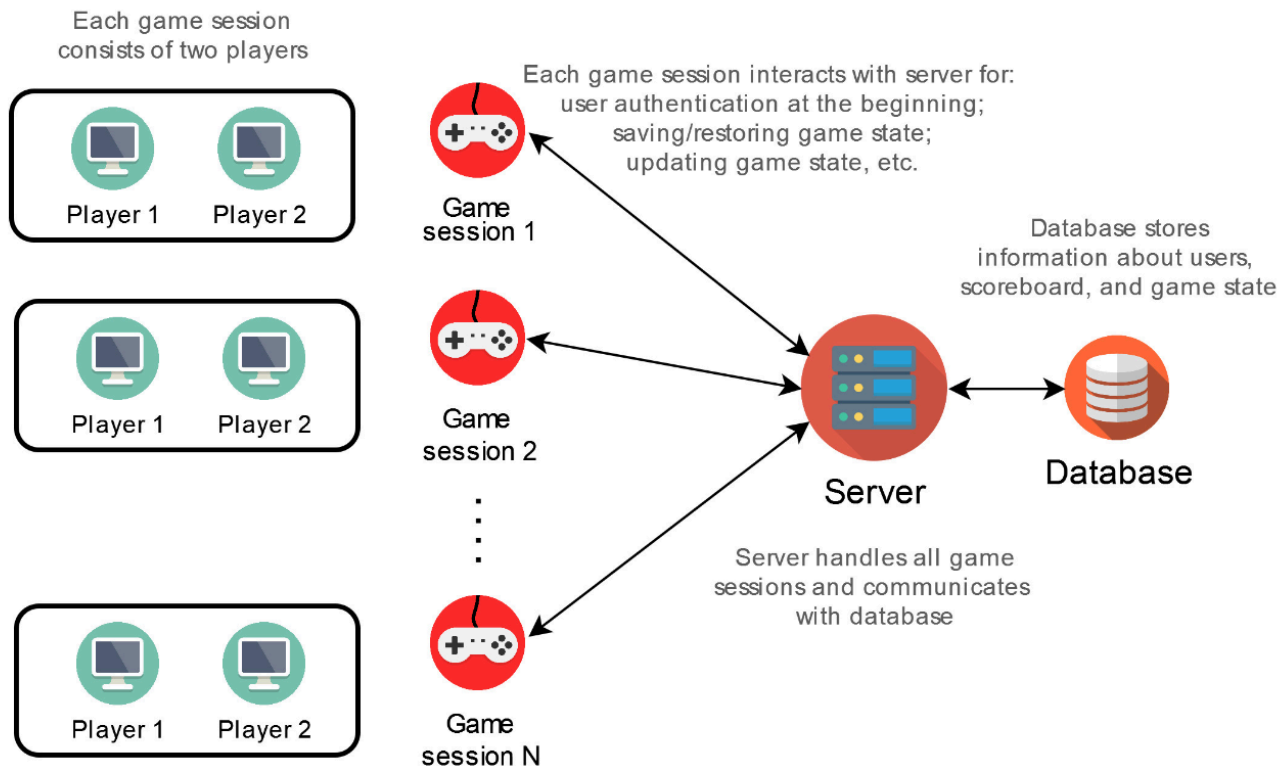 Each game session
consists of two players
Each game session interacts with server for:
user authentication at the beginning;
saving/restoring game state;
updating game state, etc.
Player 1
Player 2
Game
session 1
Database stores
information about users,
scoreboard, and game state
Player 1
Player 2
Game
session 2
Server
Database
Server handles all game
sessions and communicates
with database
Player 1
Player 2
Game
session N